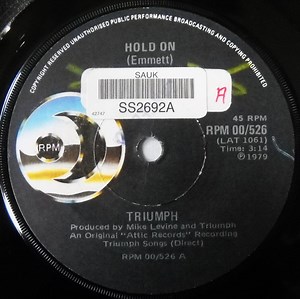 COPYRIGHT RESERVED UNAUTHORISED PUBLIC PERFORMANCE BROADCASTING AND COPYING PROHIBITED
HOLD ON
(Emmett)
SAUK
42747
SS2692A
A
45 RPM
RPM 00/526
(LAT 1061)
Time: 3:14
℗1979
RPM
TRIUMPH
Produced by Mike Levine and Triumph
An Original "Attic Records" Recording
Triumph Songs (Direct)
RPM 00/526 A